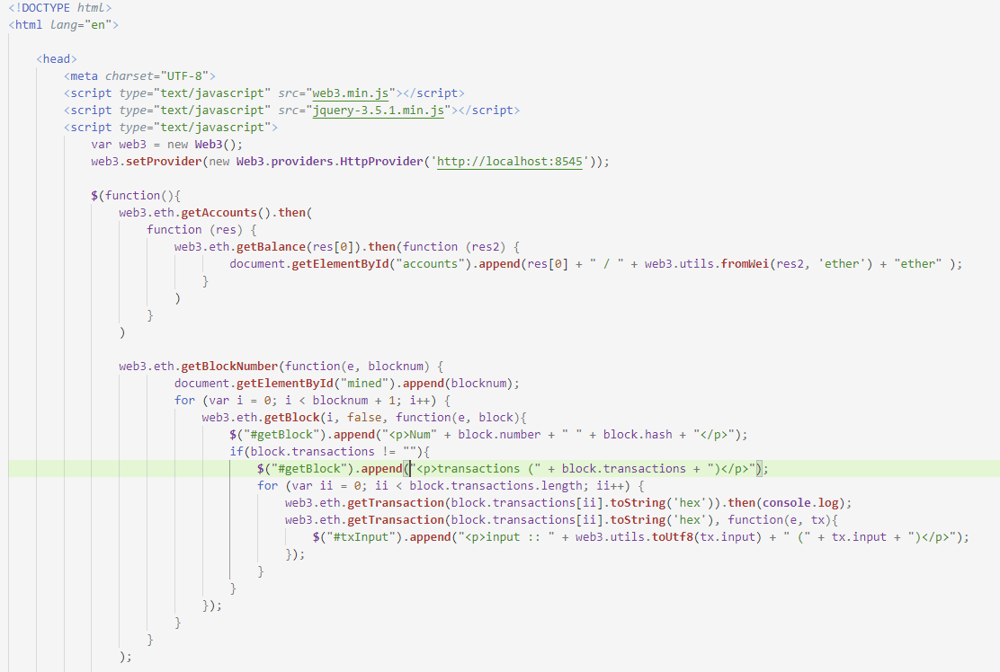 <!DOCTYPE html>
<html lang="en">
<head>
<meta charset="UTF-8">
<script type="text/javascript" src="web3.min.js"></script>
<script type="text/javascript" src="jquery-3.5.1.min.js"></script>
<script type="text/javascript">
var web3 = new Web3();
web3.setProvider(new Web3.providers.HttpProvider('http://localhost:8545'));
$(function(){
web3.eth.getAccounts().then(
function (res) {
web3.eth.getBalance(res[0]).then(function (res2) {
document.getElementById("accounts").append(res[0] + " / " + web3.utils.fromWei(res2, 'ether') + "ether" );
}
)
}
)
web3.eth.getBlockNumber(function(e, blocknum) {
document.getElementById("mined").append(blocknum);
for (var i = 0; i < blocknum + 1; i++) {
web3.eth.getBlock(i, false, function(e, block){
$("#getBlock").append("<p>Num" + block.number + " " + block.hash + "</p>");
if(block.transactions != ""){
$("#getBlock").append("<p>transactions (" + block.transactions + ")</p>");
for (var ii = 0; ii < block.transactions.length; ii++) {
web3.eth.getTransaction(block.transactions[ii].toString('hex')).then(console.log);
web3.eth.getTransaction(block.transactions[ii].toString('hex'), function(e, tx){
$("#txInput").append("<p>input :: " + web3.utils.toUtf8(tx.input) + " (" + tx.input + ")</p>");
});
}
}
});
}
}
);